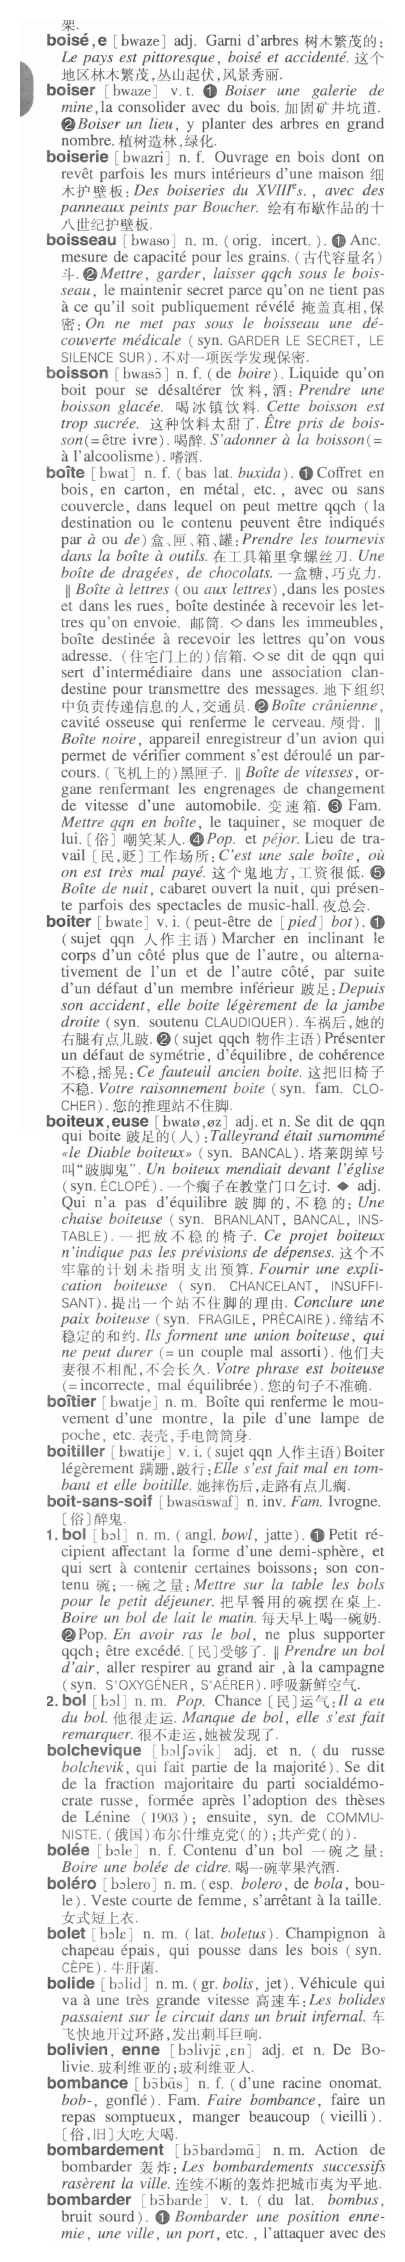 架.
boisé,e [bwaze] adj. Garni d'arbres 树木繁茂的:
Le pays est pittoresque, boisé et accidenté. 这个
地区林木繁茂,丛山起伏,风景秀丽.
boiser [bwaze] v.t. ❶ Boiser une galerie de
mine,la consolider avec du bois. 加固矿井坑道.
❷Boiser un lieu, y planter des arbres en grand
nombre. 植树造林,绿化.
boiserie [bwazri] n.f. Ouvrage en bois dont on
revêt parfois les murs intérieurs d'une maison 细
木护壁板: Des boiseries du XVIIIe s., avec des
panneaux peints par Boucher. 绘有布歇作品的十
八世纪护壁板.
boisseau [bwaso] n.m. (orig. incert.). ❶ Anc.
mesure de capacité pour les grains. (古代容量名)
斗. ❷Mettre, garder, laisser qqch sous le bois-
seau, le maintenir secret parce qu'on ne tient pas
à ce qu'il soit publiquement révélé 掩盖真相,保
密: On ne met pas sous le boisseau une dé-
couverte médicale (syn. GARDER LE SECRET, LE
SILENCE SUR). 不对一项医学发现保密.
boisson [bwasɔ̃] n.f. (de boire). Liquide qu'on
boit pour se désaltérer 饮料,酒: Prendre une
boisson glacée. 喝冰镇饮料. Cette boisson est
trop sucrée. 这种饮料太甜了. Être pris de bois-
son(=être ivre). 喝醉. S'adonner à la boisson(=
à l'alcoolisme). 嗜酒.
boîte [bwat] n.f. (bas lat. buxida). ❶Coffret en
bois, en carton, en métal, etc., avec ou sans
couvercle, dans lequel on peut mettre qqch (la
destination ou le contenu peuvent être indiqués
par à ou de)盒、匣、箱、罐: Prendre les tournevis
dans la boîte à outils. 在工具箱里拿螺丝刀. Une
boîte de dragées, de chocolats. 一盒糖,巧克力.
‖ Boîte à lettres (ou aux lettres),dans les postes
et dans les rues, boîte destinée à recevoir les let-
tres qu'on envoie. 邮筒. ◇dans les immeubles,
boîte destinée à recevoir les lettres qu'on vous
adresse. (住宅门上的)信箱. ◇se dit de qqn qui
sert d'intermédiaire dans une association clan-
destine pour transmettre des messages. 地下组织
中负责传递信息的人,交通员. ❷Boîte crânienne,
cavité osseuse qui renferme le cerveau. 颅骨. ‖
Boîte noire, appareil enregistreur d'un avion qui
permet de vérifier comment s'est déroulé un par-
cours. (飞机上的)黑匣子. ‖ Boîte de vitesses, or-
gane renfermant les engrenages de changement
de vitesse d'une automobile. 变速箱. ❸ Fam.
Mettre qqn en boîte, le taquiner, se moquer de
lui. [俗] 嘲笑某人. ❹Pop. et péjor. Lieu de tra-
vail [民,贬]工作场所: C'est une sale boîte, où
on est très mal payé. 这个鬼地方,工资很低. ❺
Boîte de nuit, cabaret ouvert la nuit, qui présen-
te parfois des spectacles de music-hall. 夜总会.
boiter [bwate] v.i. (peut-être de [pied] bot). ❶
(sujet qqn 人作主语) Marcher en inclinant le
corps d'un côté plus que de l'autre, ou alterna-
tivement de l'un et de l'autre côté, par suite
d'un défaut d'un membre inférieur 跛足: Depuis
son accident, elle boite légèrement de la jambe
droite (syn. soutenu CLAUDIQUER). 车祸后,她的
右腿有点儿跛. ❷(sujet qqch 物作主语) Présenter
un défaut de symétrie, d'équilibre, de cohérence
不稳,摇晃: Ce fauteuil ancien boite. 这把旧椅子
不稳. Votre raisonnement boite (syn. fam. CLO-
CHER). 您的推理站不住脚.
boiteux,euse [bwatø,øz] adj. et n. Se dit de qqn
qui boite 跛足的(人): Talleyrand était surnommé
«le Diable boiteux» (syn. BANCAL). 塔莱朗绰号
叫“跛脚鬼”. Un boiteux mendiait devant l'église
(syn. ÉCLOPÉ). 一个瘸子在教堂门口乞讨. ◆ adj.
Qui n'a pas d'équilibre 跛脚的,不稳的: Une
chaise boiteuse (syn. BRANLANT, BANCAL, INS-
TABLE). 一把放不稳的椅子. Ce projet boiteux
n'indique pas les prévisions de dépenses. 这个不
牢靠的计划未指明支出预算. Fournir une expli-
cation boiteuse (syn. CHANCELANT, INSUFFI-
SANT). 提出一个站不住脚的理由. Conclure une
paix boiteuse (syn. FRAGILE, PRÉCAIRE). 缔结不
稳定的和约. Ils forment une union boiteuse, qui
ne peut durer (=un couple mal assorti). 他们夫
妻很不相配,不会长久. Votre phrase est boiteuse
(=incorrecte, mal équilibrée). 您的句子不准确.
boîtier [bwatje] n.m. Boîte qui renferme le mou-
vement d'une montre, la pile d'une lampe de
poche, etc. 表壳,手电筒筒身.
boitiller [bwatije] v.i. (sujet qqn 人作主语) Boiter
légèrement 蹒跚,跛行: Elle s'est fait mal en tom-
bant et elle boitille. 她摔伤后,走路有点儿瘸.
boit-sans-soif [bwasɑ̃swaf] n. inv. Fam. Ivrogne.
[俗]醉鬼.
1. bol [bɔl] n.m. (angl. bowl, jatte). ❶Petit ré-
cipient affectant la forme d'une demi-sphère, et
qui sert à contenir certaines boissons; son con-
tenu 碗;一碗之量: Mettre sur la table les bols
pour le petit déjeuner. 把早餐用的碗摆在桌上.
Boire un bol de lait le matin. 每天早上喝一碗奶.
❷Pop. En avoir ras le bol, ne plus supporter
qqch; être excédé. [民]受够了. ‖ Prendre un bol
d'air, aller respirer au grand air,à la campagne
(syn. S'OXYGÉNER, S'AÉRER). 呼吸新鲜空气.
2. bol [bɔl] n.m. Pop. Chance [民]运气: Il a eu
du bol. 他很走运. Manque de bol, elle s'est fait
remarquer. 很不走运,她被发现了.
bolchevique [bɔlʃəvik] adj. et n. (du russe
bolchevik, qui fait partie de la majorité). Se dit
de la fraction majoritaire du parti socialdémo-
crate russe, formée après l'adoption des thèses
de Lénine (1903); ensuite, syn. de COMMU-
NISTE. (俄国)布尔什维克党(的);共产党(的).
bolée [bɔle] n.f. Contenu d'un bol 一碗之量:
Boire une bolée de cidre. 喝一碗苹果汽酒.
boléro [bɔlero] n.m. (esp. bolero, de bola, bou-
le). Veste courte de femme, s'arrêtant à la taille.
女式短上衣.
bolet [bɔlɛ] n.m. (lat. boletus). Champignon à
chapeau épais, qui pousse dans les bois (syn.
CÈPE). 牛肝菌.
bolide [bɔlid] n.m. (gr. bolis, jet). Véhicule qui
va à une très grande vitesse 高速车: Les bolides
passaient sur le circuit dans un bruit infernal. 车
飞快地开过环路,发出刺耳巨响.
bolivien, enne [bɔlivjɛ̃,ɛn] adj. et n. De Bo-
livie. 玻利维亚的;玻利维亚人.
bombance [bɔ̃bɑ̃s] n.f. (d'une racine onomat.
bob-, gonflé). Fam. Faire bombance, faire un
repas somptueux, manger beaucoup (vieilli).
[俗,旧]大吃大喝.
bombardement [bɔ̃bardəmɑ̃] n.m. Action de
bombarder 轰炸: Les bombardements successifs
rasèrent la ville. 连续不断的轰炸把城市夷为平地.
bombarder [bɔ̃barde] v.t. (du lat. bombus,
bruit sourd). ❶ Bombarder une position enne-
mie, une ville, un port, etc., l'attaquer avec des